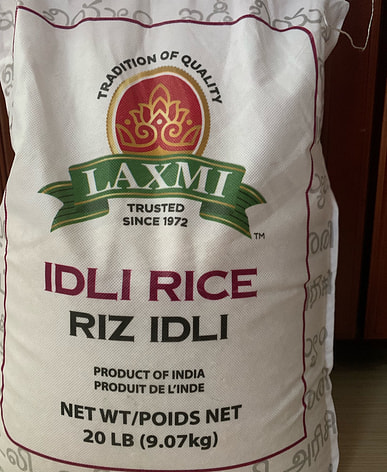 TRADITION OF QUALITY
LAXMI
TRUSTED
SINCE 1972
TM
IDLI RICE
RIZ IDLI
PRODUCT OF INDIA
PRODUIT DE L'INDE
NET WT/POIDS NET
20 LB (9.07kg)